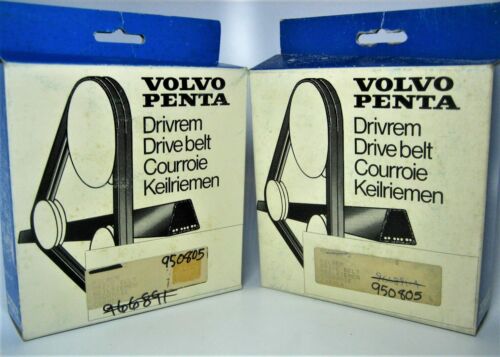 VOLVO
PENTA
Drivrem
Drive belt
Courroie
Keilriemen
950805
966891
VOLVO
PENTA
Drivrem
Drive belt
Courroie
Keilriemen
950805